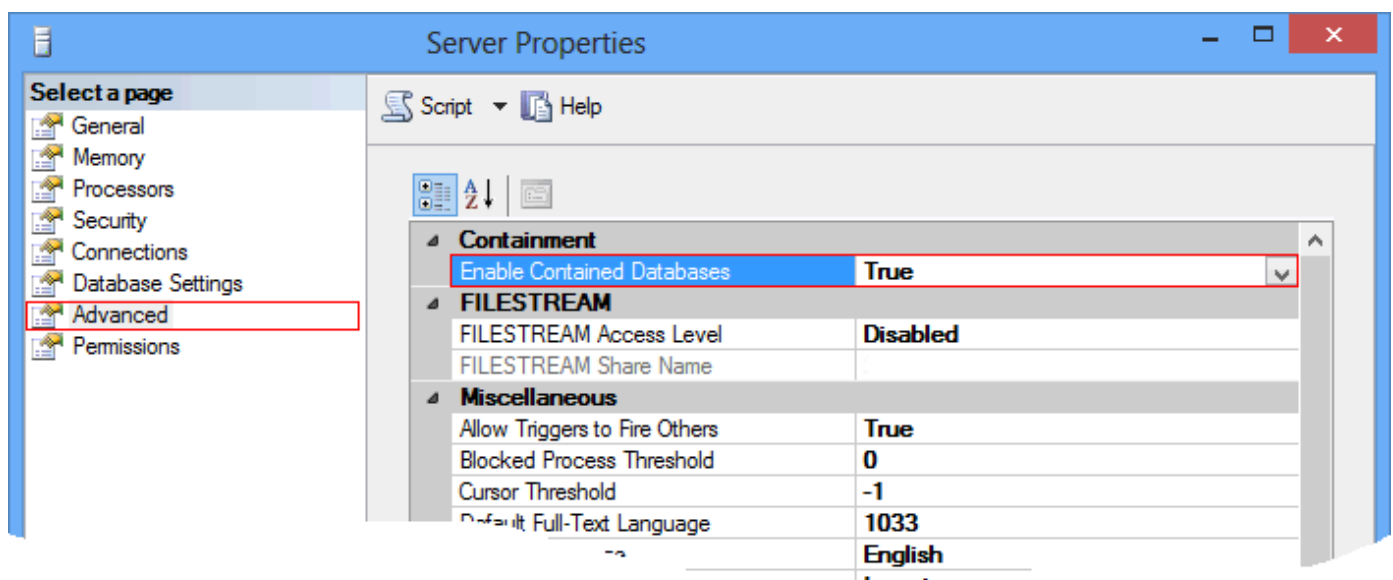 Server Properties
Select a page
General
Memory
Processors
Security
Connections
Database Settings
Advanced
Permissions
Script Help
Containment
Enable Contained Databases True
FILESTREAM
FILESTREAM Access Level Disabled
FILESTREAM Share Name
Miscellaneous
Allow Triggers to Fire Others True
Blocked Process Threshold 0
Cursor Threshold -1
Default Full-Text Language 1033
English